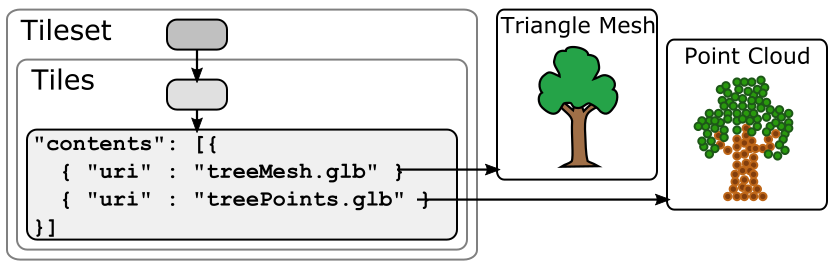 Tileset
Tiles
"contents": [{
{ "uri" : "treeMesh.glb" }
{ "uri" : "treePoints.glb" }
}]
Triangle Mesh
Point Cloud